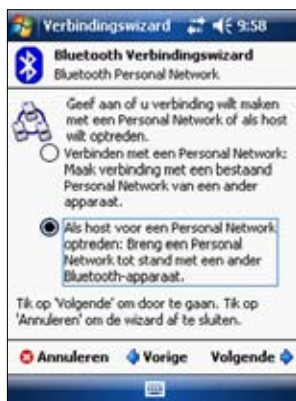 Verbindingswizard 9:58
Bluetooth Verbindingswizard
Bluetooth Personal Network
Geef aan of u verbinding wilt maken
met een Personal Network of als host
wilt optreden.
Verbinden met een Personal Network:
Maak verbinding met een bestaand
Personal Network van een ander
apparaat.
Als host voor een Personal Network
optreden: Breng een Personal
Network tot stand met een ander
Bluetooth-apparaat.
Tik op 'Volgende' om door te gaan. Tik op
'Annuleren' om de wizard af te sluiten.
Annuleren Vorige Volgende